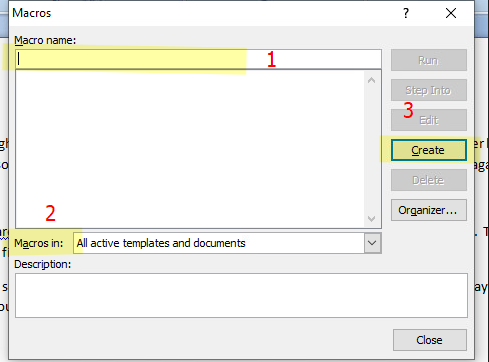 Macros
? ×
Macro name:
1
Run
Step Into
3
Edit
Create
Delete
2
Organizer...
Macros in: All active templates and documents
Description:
Close